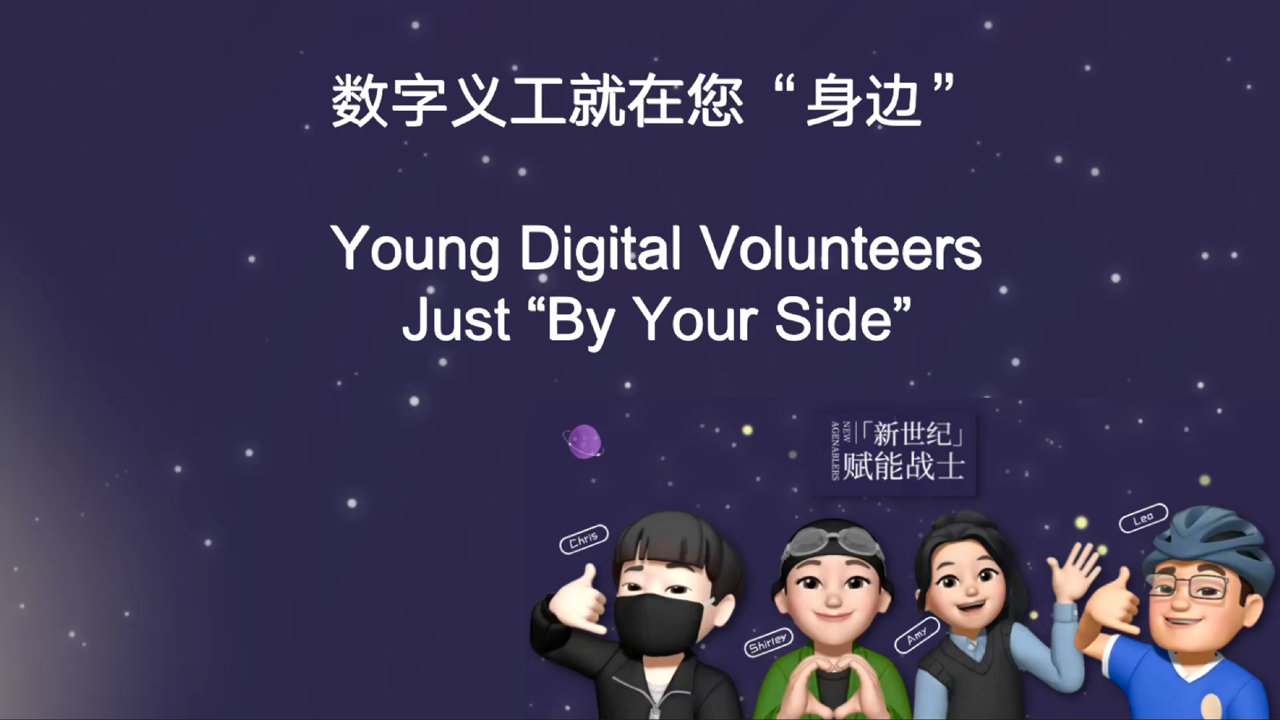 数字义工就在您“身边”
Young Digital Volunteers
Just “By Your Side”
NEW
AGENABLERS
「新世纪」
赋能战士
Chris
Shirley
Amy
Leo